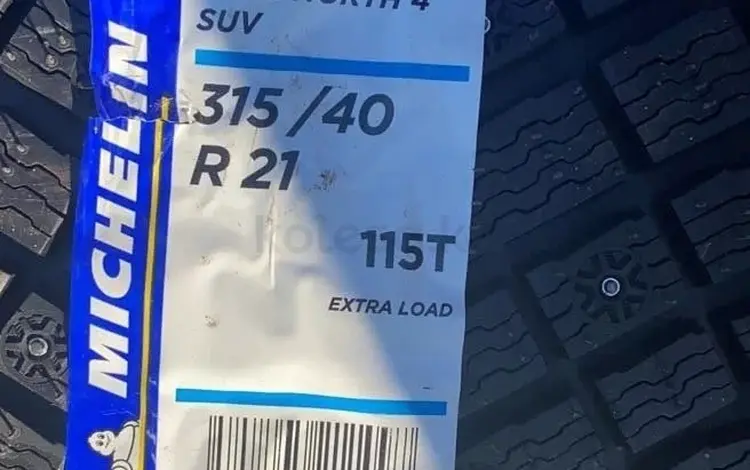 SUV
315/40
R 21
115T
EXTRA LOAD
MICHELIN